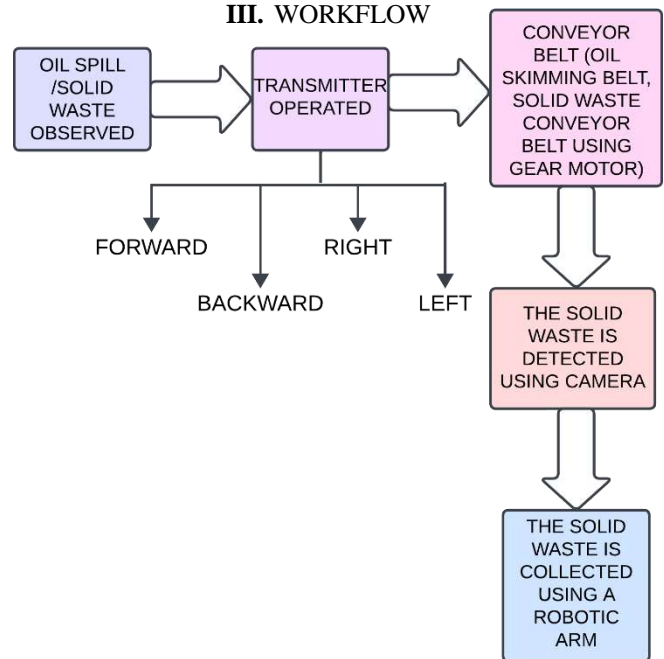 III. WORKFLOW
OIL SPILL
/SOLID
WASTE
OBSERVED
TRANSMITTER
OPERATED
CONVEYOR
BELT (OIL
SKIMMING BELT,
SOLID WASTE
CONVEYOR
BELT USING
GEAR MOTOR)
FORWARD
RIGHT
BACKWARD
LEFT
THE SOLID
WASTE IS
DETECTED
USING CAMERA
THE SOLID
WASTE IS
COLLECTED
USING A
ROBOTIC
ARM